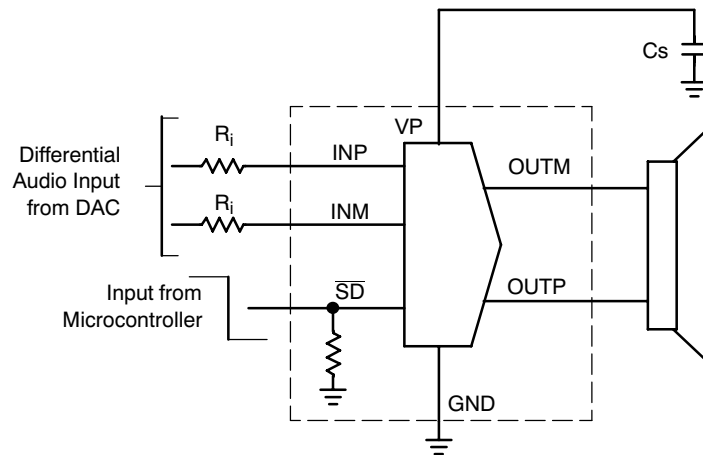 Cs
VP
Differential
Audio Input
from DAC
Ri
INP
OUTM
Ri
INM
Input from
Microcontroller
SD
OUTP
GND